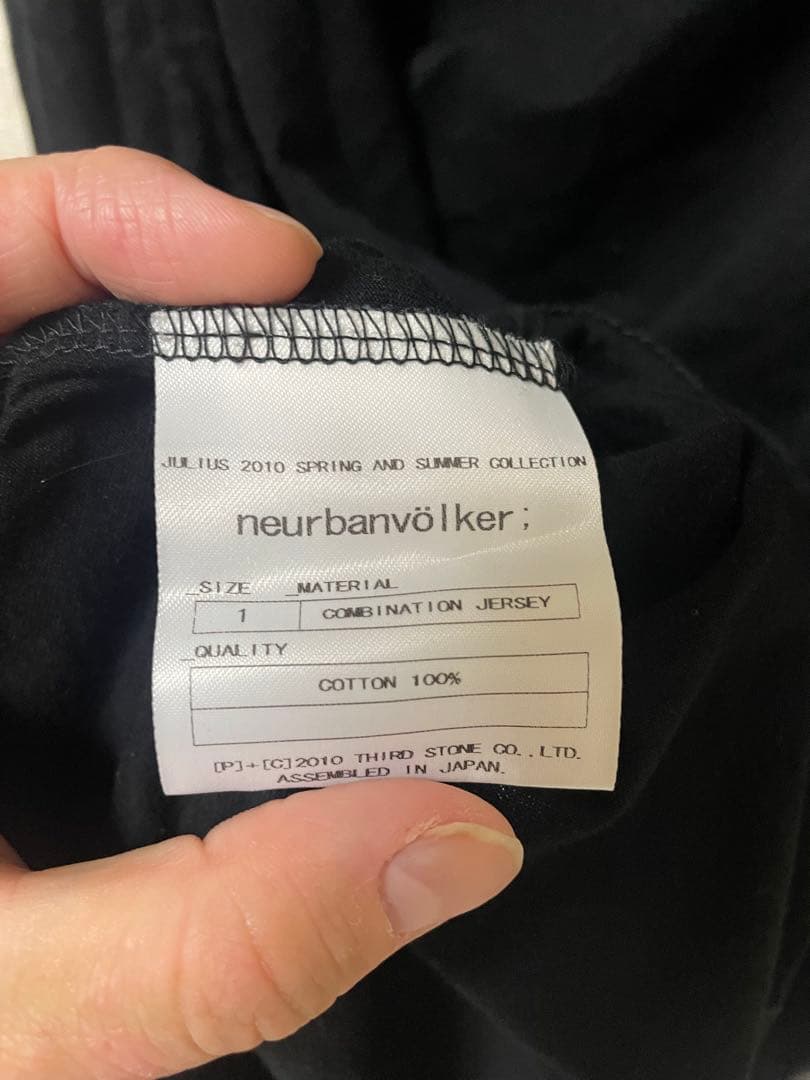 JULIUS 2010 SPRING AND SUMMER COLLECTION
neurbanvölker;
_SIZE _MATERIAL
1 COMBINATION JERSEY
_QUALITY
COTTON 100%
[P]+[C]2010 THIRD STONE CO.,LTD.
ASSEMBLED IN JAPAN.